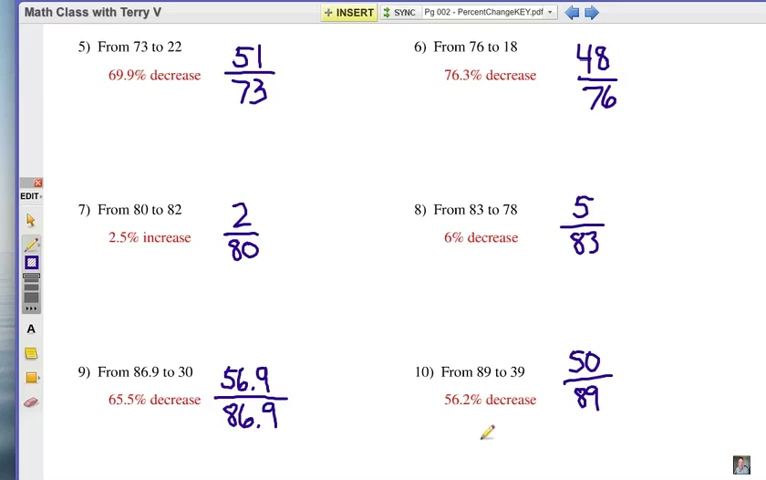 Math Class with Terry V
INSERT
SYNC
Pg 002 - PercentChangeKEY.pdf
5) From 73 to 22
69.9% decrease
51
73
6) From 76 to 18
76.3% decrease
48
76
EDIT
7) From 80 to 82
2.5% increase
2
80
8) From 83 to 78
6% decrease
5
83
A
9) From 86.9 to 30
65.5% decrease
56.9
86.9
10) From 89 to 39
56.2% decrease
50
89